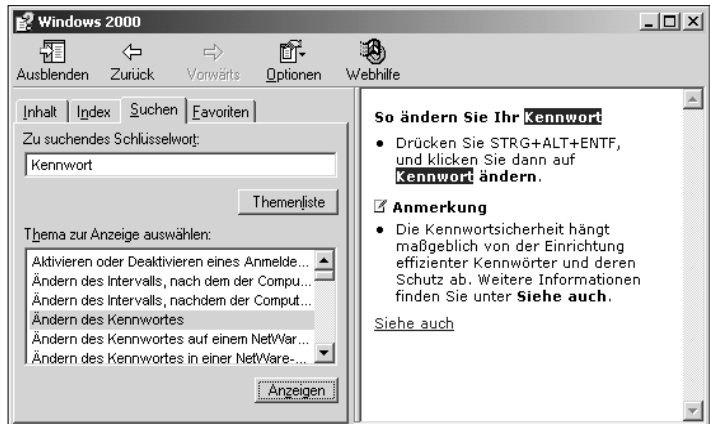 Windows 2000
Ausblenden Zurück Vorwärts Optionen Webhilfe
Inhalt Index Suchen Favoriten
Zu suchendes Schlüsselwort:
Kennwort
Themenliste
Thema zur Anzeige auswählen:
Aktivieren oder Deaktivieren eines Anmelde...
Ändern des Intervalls, nach dem der Compu...
Ändern des Intervalls, nachdem der Comput...
Ändern des Kennwortes
Ändern des Kennwortes auf einem NetWar...
Ändern des Kennwortes in einer NetWare-...
Anzeigen
So ändern Sie Ihr Kennwort
• Drücken Sie STRG+ALT+ENTF,
und klicken Sie dann auf
Kennwort ändern.
Anmerkung
• Die Kennwortsicherheit hängt
maßgeblich von der Einrichtung
effizienter Kennwörter und deren
Schutz ab. Weitere Informationen
finden Sie unter Siehe auch.
Siehe auch